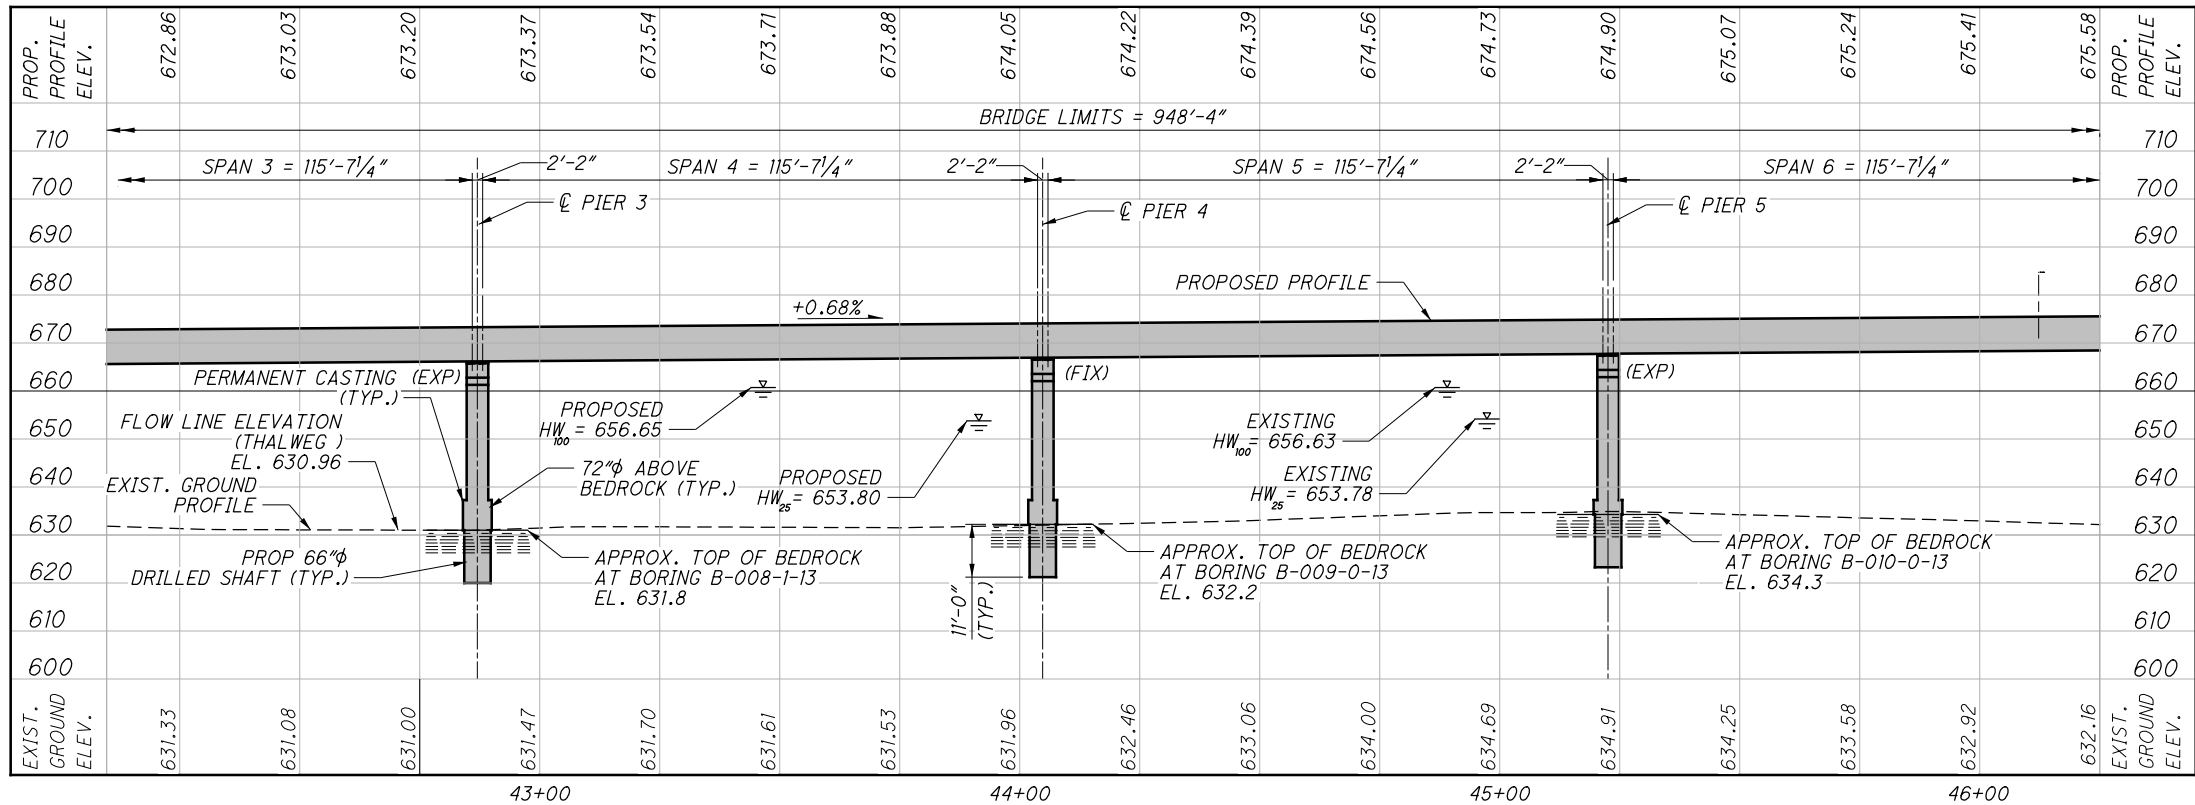 PROP.
PROFILE
ELEV.
672.86
673.03
673.20
673.37
673.54
673.71
673.88
674.05
674.22
674.39
674.56
674.73
674.90
675.07
675.24
675.41
675.58
PROP.
PROFILE
ELEV.
BRIDGE LIMITS = 948'-4"
710
710
SPAN 3 = 115'-7¼"
2'-2"
SPAN 4 = 115'-7¼"
2'-2"
SPAN 5 = 115'-7¼"
2'-2"
SPAN 6 = 115'-7¼"
700
700
℄ PIER 3
℄ PIER 4
℄ PIER 5
690
690
680
PROPOSED PROFILE
680
+0.68%
670
670
660
660
PERMANENT CASTING
(TYP.)
(EXP)
(FIX)
(EXP)
FLOW LINE ELEVATION
(THALWEG )
EL. 630.96
PROPOSED
HW100 = 656.65
EXISTING
HW100 = 656.63
650
650
72"ϕ ABOVE
BEDROCK (TYP.)
PROPOSED
HW25 = 653.80
EXISTING
HW25 = 653.78
640
640
EXIST. GROUND
PROFILE
630
630
PROP 66"ϕ
DRILLED SHAFT (TYP.)
APPROX. TOP OF BEDROCK
AT BORING B-008-1-13
EL. 631.8
11'-0"
(TYP.)
APPROX. TOP OF BEDROCK
AT BORING B-009-0-13
EL. 632.2
APPROX. TOP OF BEDROCK
AT BORING B-010-0-13
EL. 634.3
620
620
610
610
600
600
EXIST.
GROUND
ELEV.
631.33
631.08
631.00
631.47
631.70
631.61
631.53
631.96
632.46
633.06
634.00
634.69
634.91
634.25
633.58
632.92
632.16
EXIST.
GROUND
ELEV.
43+00
44+00
45+00
46+00